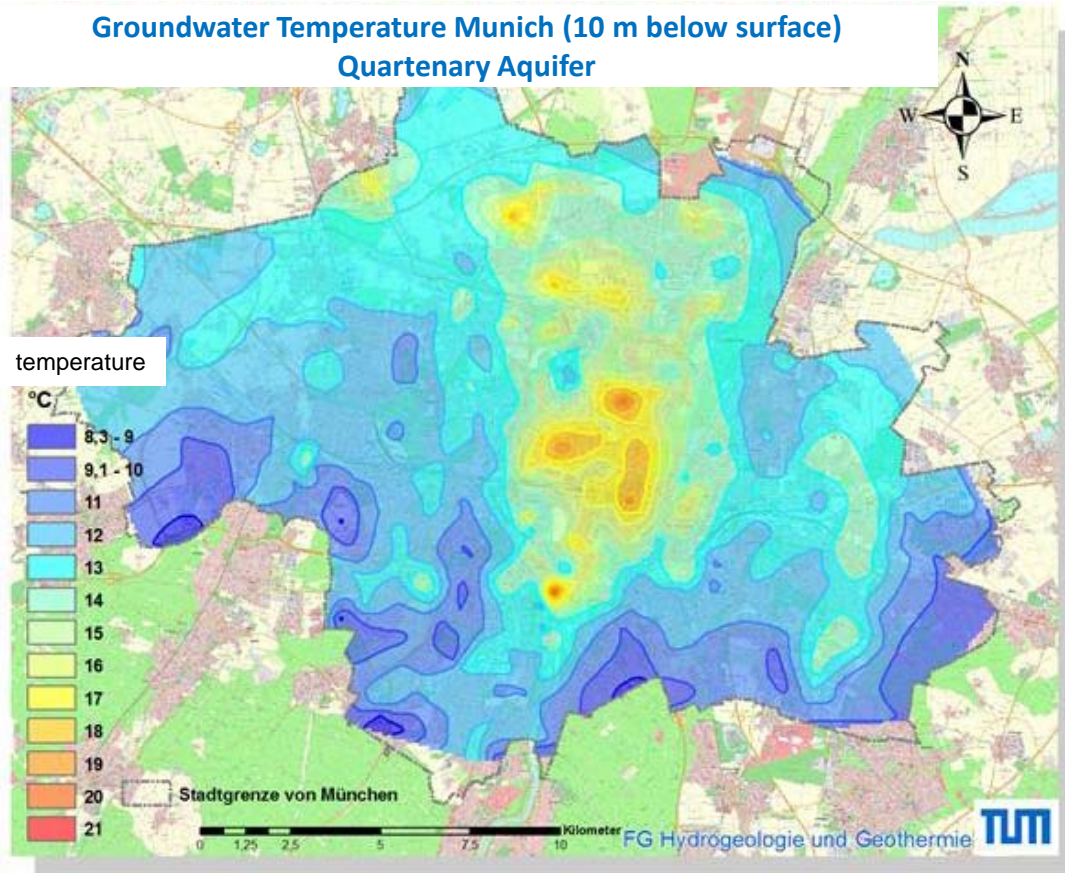 Groundwater Temperature Munich (10 m below surface)
Quartenary Aquifer
N
W
E
S
temperature
°C
8,3 - 9
9,1 - 10
11
12
13
14
15
16
17
18
19
20
21
Stadtgrenze von München
Kilometer
0 1,25 2,5 5 7,5 10
FG Hydrogeologie und Geothermie
TUM